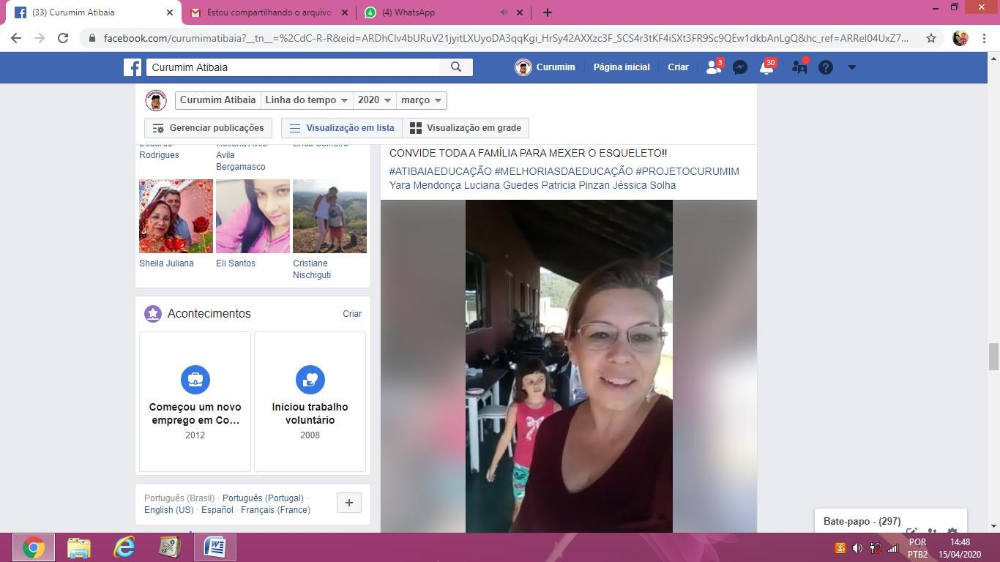 (33) Curumim Atibaia
Estou compartilhando o arquivo
(4) WhatsApp
facebook.com/curumimatibaia?__tn__=%2CdC-R-R&eid=ARDhCIv4bURuV21jyitLXUyoDA3qqKgi_HrSy42AXXzc3F_SCS4r3tKF4iSXt3FR9Sc9QEw1dkbAnLgQ&hc_ref=ARReI04UxZ7...
Curumim Atibaia
Curumim
Página inicial
Criar
3
30
Curumim Atibaia
Linha do tempo
2020
março
Gerenciar publicações
Visualização em lista
Visualização em grade
Eduardo Rodrigues
Avila
Bergamasco
Sheila Juliana
Eli Santos
Cristiane
Nischiguti
Acontecimentos
Criar
Começou um novo
emprego em Co...
2012
Iniciou trabalho
voluntário
2008
Português (Brasil) · Português (Portugal) ·
English (US) · Español · Français (France)
CONVIDE TODA A FAMÍLIA PARA MEXER O ESQUELETO!!
#ATIBAIAEDUCAÇÃO #MELHORIASDAEDUCAÇÃO #PROJETOCURUMIM
Yara Mendonça Luciana Guedes Patricia Pinzan Jéssica Solha
Bate-papo - (297)
POR
PTB2
14:48
15/04/2020